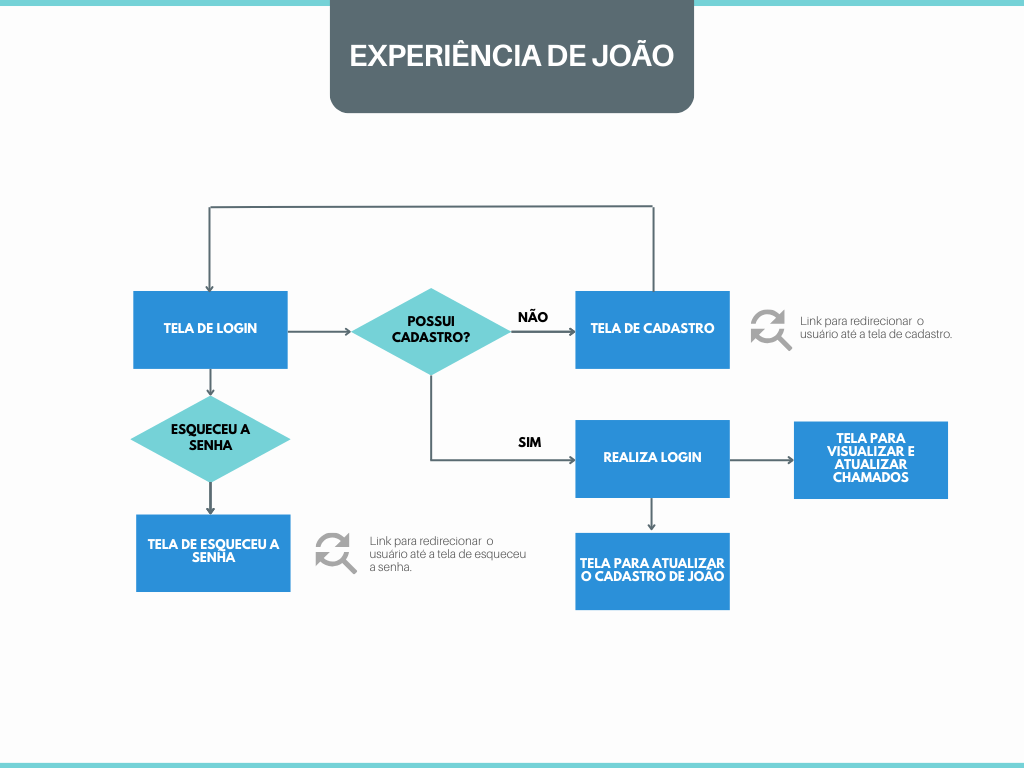 EXPERIÊNCIA DE JOÃO
TELA DE LOGIN
POSSUI
CADASTRO?
NÃO
TELA DE CADASTRO
Link para redirecionar o
usuário até a tela de cadastro.
ESQUECEU A
SENHA
SIM
REALIZA LOGIN
TELA PARA
VISUALIZAR E
ATUALIZAR
CHAMADOS
TELA DE ESQUECEU A
SENHA
Link para redirecionar o
usuário até a tela de esqueceu
a senha.
TELA PARA ATUALIZAR
O CADASTRO DE JOÃO